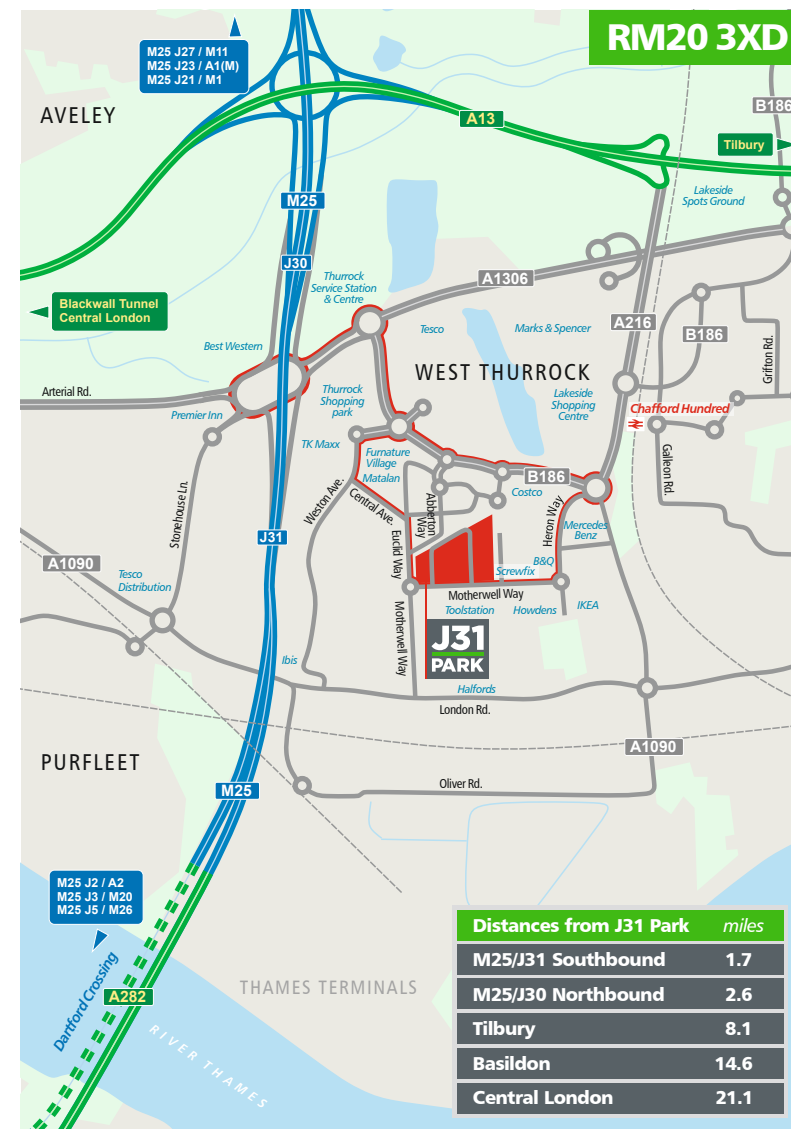 RM20 3XD
M25 J27 / M11
M25 J23 / A1(M)
M25 J21 / M1
AVELEY
B186
A13
Tilbury
Lakeside
Spots Ground
M25
J30
Thurrock
Service Station
& Centre
A1306
Blackwall Tunnel
Central London
A216
Tesco
Marks & Spencer
B186
Best Western
Grifton Rd.
WEST THURROCK
Arterial Rd.
Thurrock
Shopping
park
Lakeside
Shopping
Centre
Chafford Hundred
Premier Inn
TK Maxx
Furnature
Village
Matalan
B186
Galleon Rd.
Costco
Weston Ave.
Central Ave.
Abberton
Way
Heron Way
Stonehouse Ln.
Mercedes
Benz
J31
Euclid Way
A1090
Tesco
Distribution
Screwfix
B&Q
Motherwell Way
Toolstation
Howdens
IKEA
Motherwell Way
J31
PARK
Ibis
Halfords
London Rd.
A1090
PURFLEET
Oliver Rd.
M25
M25 J2 / A2
M25 J3 / M20
M25 J5 / M26
Dartford Crossing
A282
THAMES TERMINALS
RIVER THAMES
Distances from J31 Park miles
M25/J31 Southbound 1.7
M25/J30 Northbound 2.6
Tilbury 8.1
Basildon 14.6
Central London 21.1